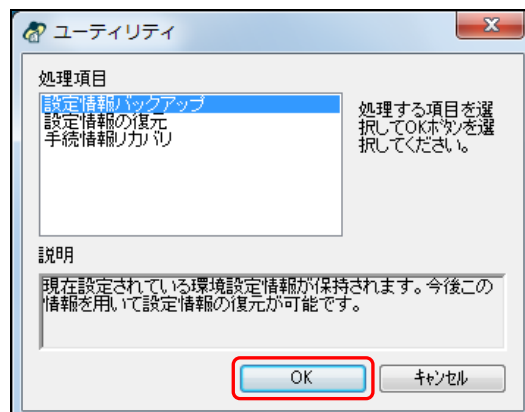 ユーティリティ
処理項目
設定情報バックアップ
設定情報の復元
手続情報リカバリ
処理する項目を選
択してOKボタンを選
択してください。
説明
現在設定されている環境設定情報が保持されます。今後この
情報を用いて設定情報の復元が可能です。
OK
キャンセル